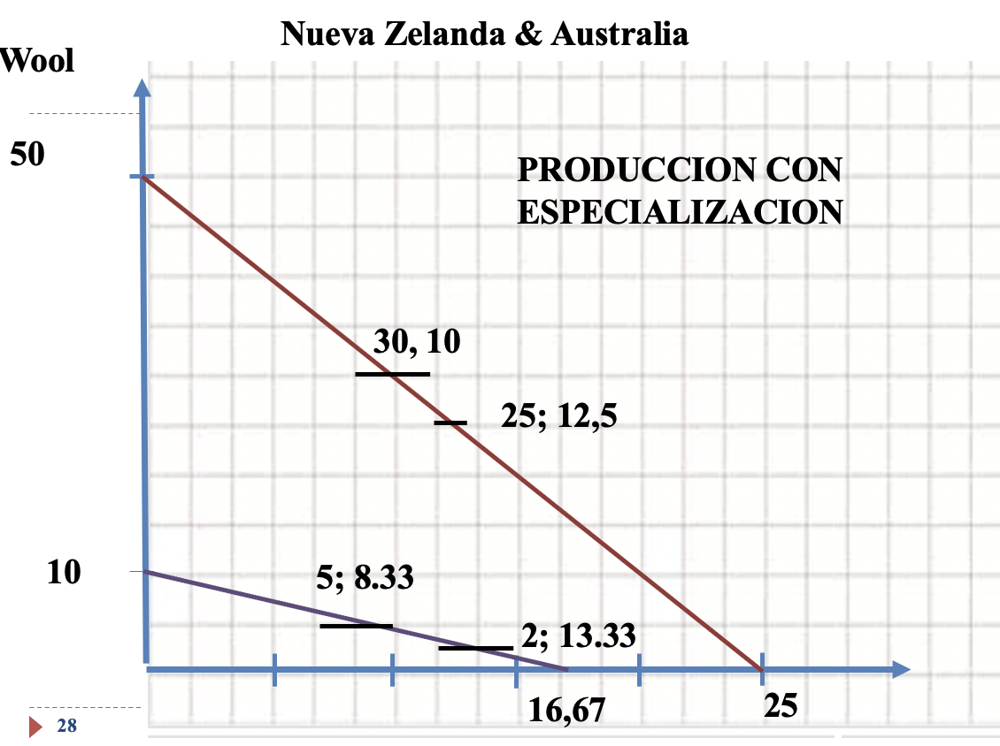 Nueva Zelanda & Australia
Wool
50
PRODUCCION CON
ESPECIALIZACION
30, 10
25; 12,5
10
5; 8.33
2; 13.33
16,67
25
28